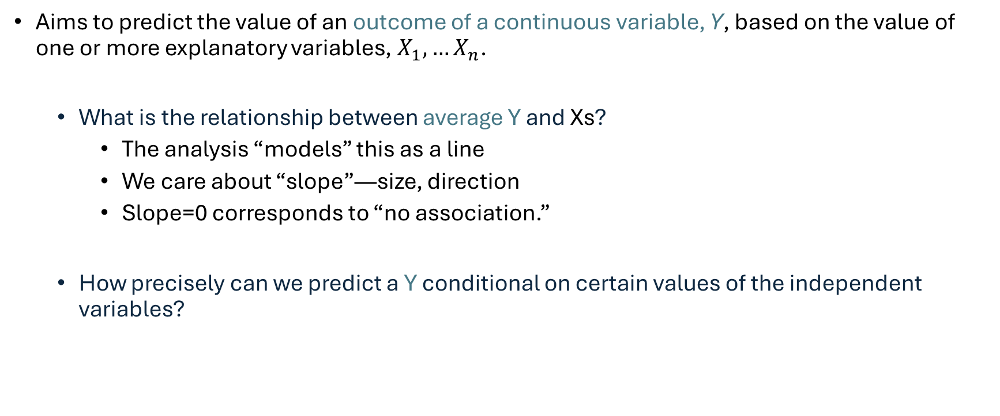 • Aims to predict the value of an outcome of a continuous variable, Y, based on the value of
one or more explanatory variables, X₁, … Xₙ.
• What is the relationship between average Y and Xs?
• The analysis “models” this as a line
• We care about “slope”—size, direction
• Slope=0 corresponds to “no association.”
• How precisely can we predict a Y conditional on certain values of the independent
variables?